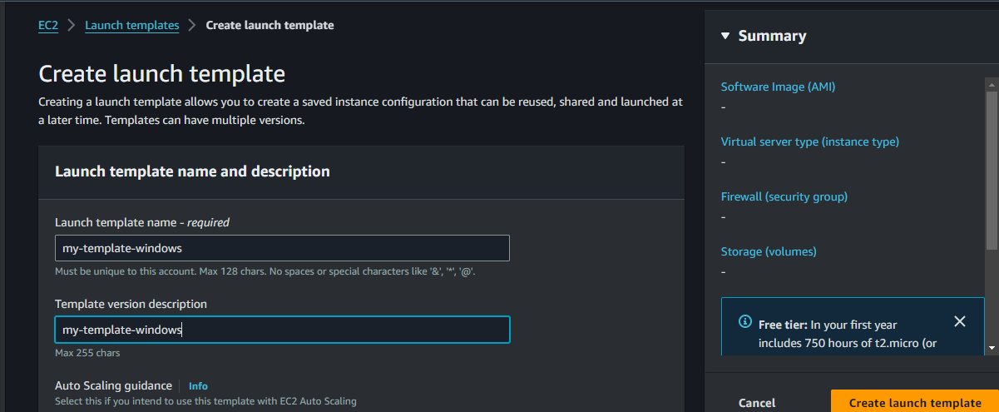 EC2 > Launch templates > Create launch template
Create launch template
Creating a launch template allows you to create a saved instance configuration that can be reused, shared and launched at
a later time. Templates can have multiple versions.
Launch template name and description
Launch template name - required
my-template-windows
Must be unique to this account. Max 128 chars. No spaces or special characters like '&', '*', '@'.
Template version description
my-template-windows
Max 255 chars
Auto Scaling guidance Info
Select this if you intend to use this template with EC2 Auto Scaling
Summary
Software Image (AMI)
-
Virtual server type (instance type)
-
Firewall (security group)
-
Storage (volumes)
-
Free tier: In your first year
includes 750 hours of t2.micro (or
Cancel
Create launch template